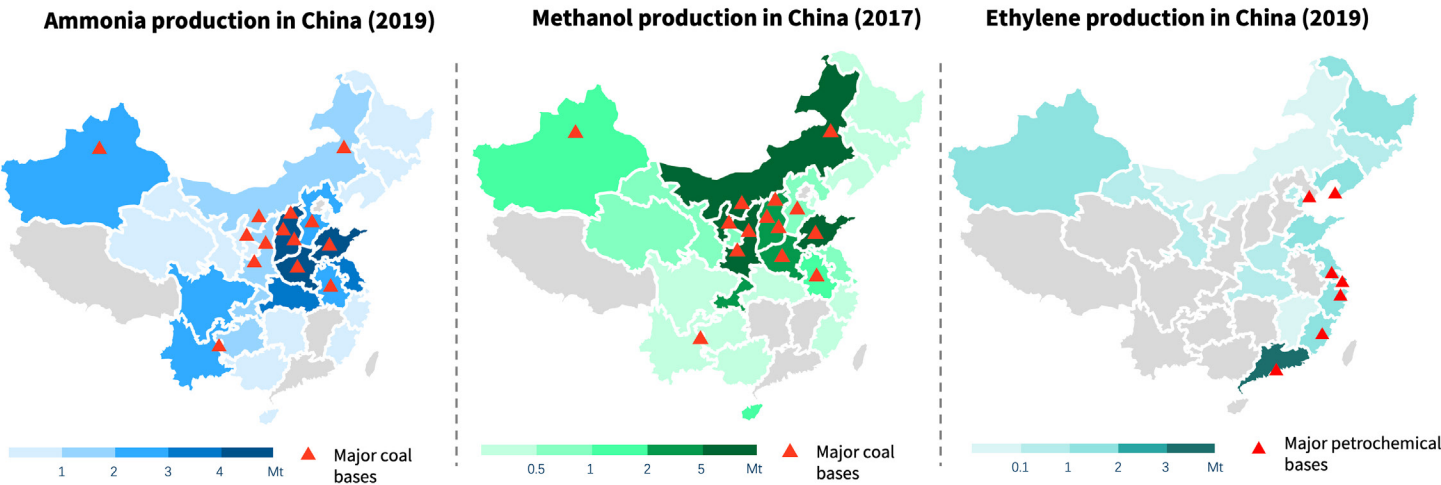 Ammonia production in China (2019)
Methanol production in China (2017)
Ethylene production in China (2019)
1 2 3 4 Mt
Major coal
bases
0.5 1 2 5 Mt
Major coal
bases
0.1 1 2 3 Mt
Major petrochemical
bases